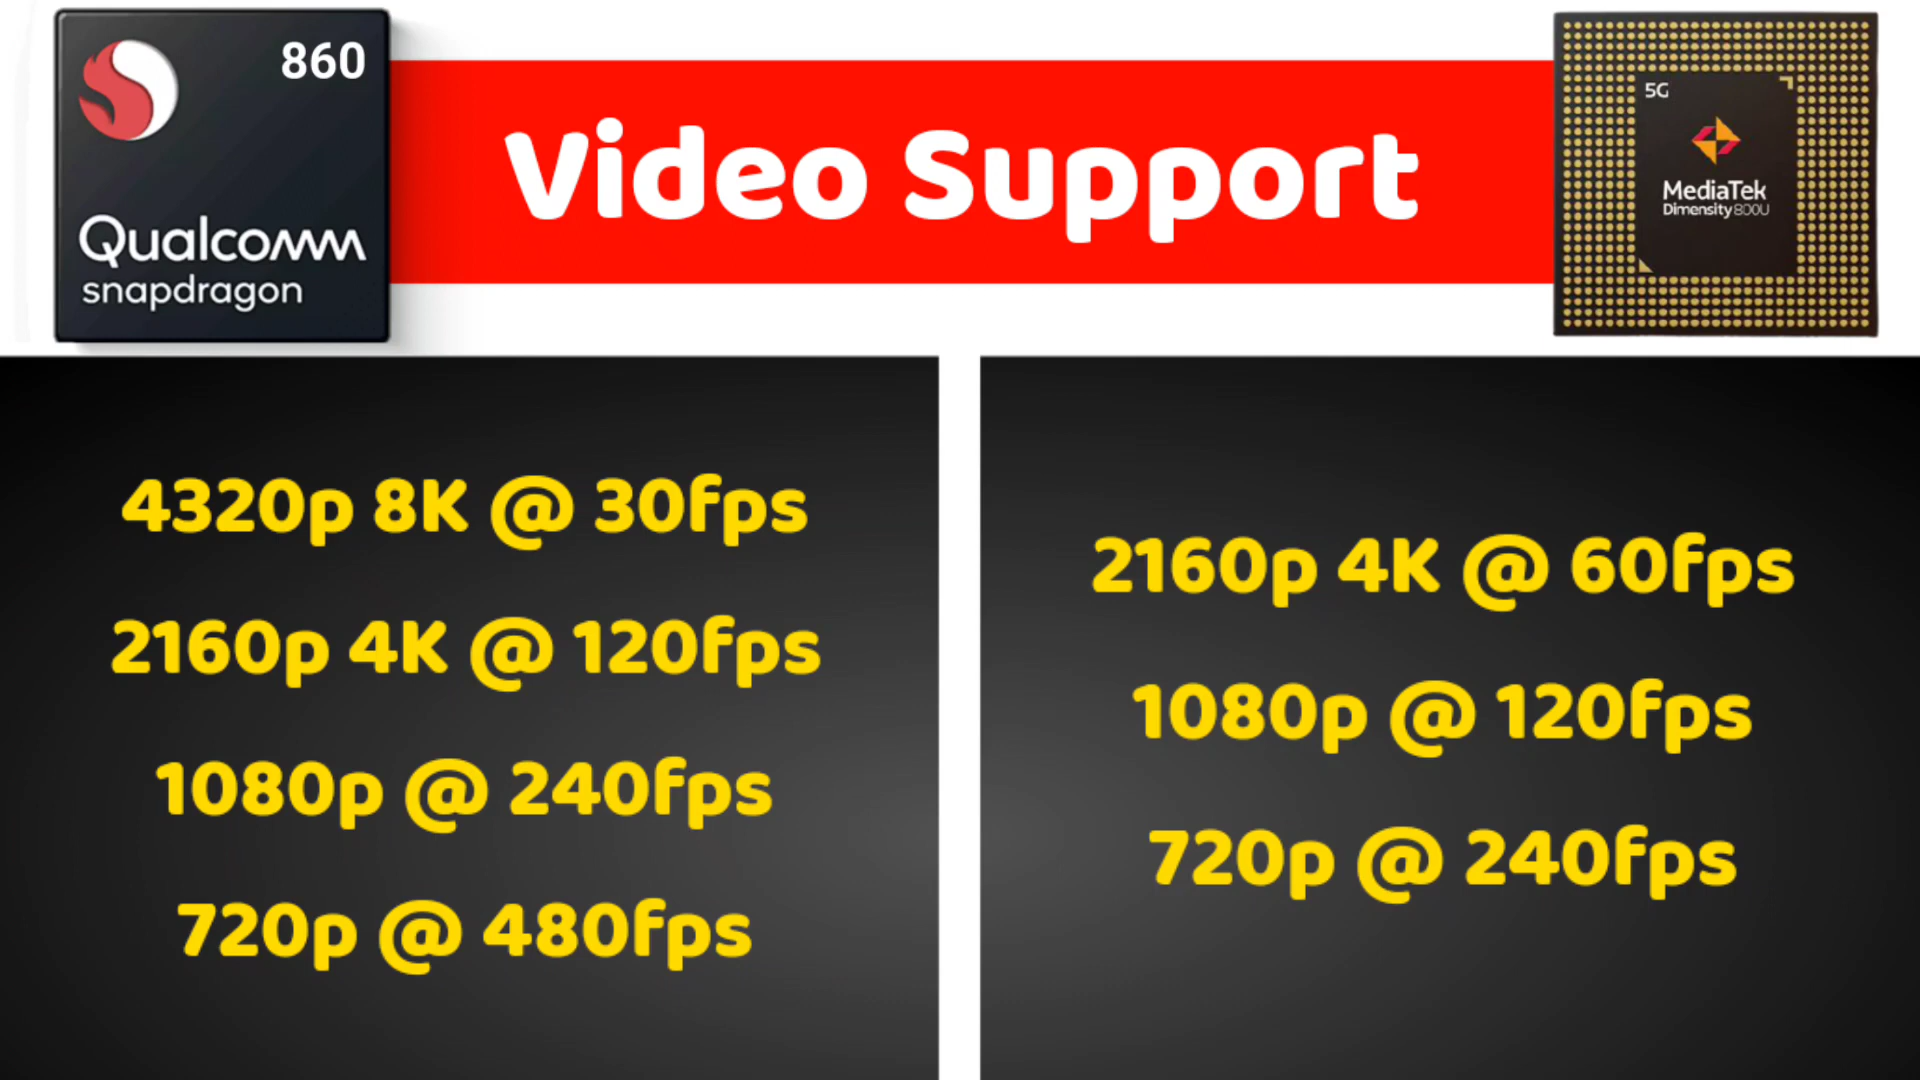 860
Qualcomm
snapdragon
Video Support
5G
MediaTek
Dimensity 800U
4320p 8K @ 30fps
2160p 4K @ 120fps
1080p @ 240fps
720p @ 480fps
2160p 4K @ 60fps
1080p @ 120fps
720p @ 240fps